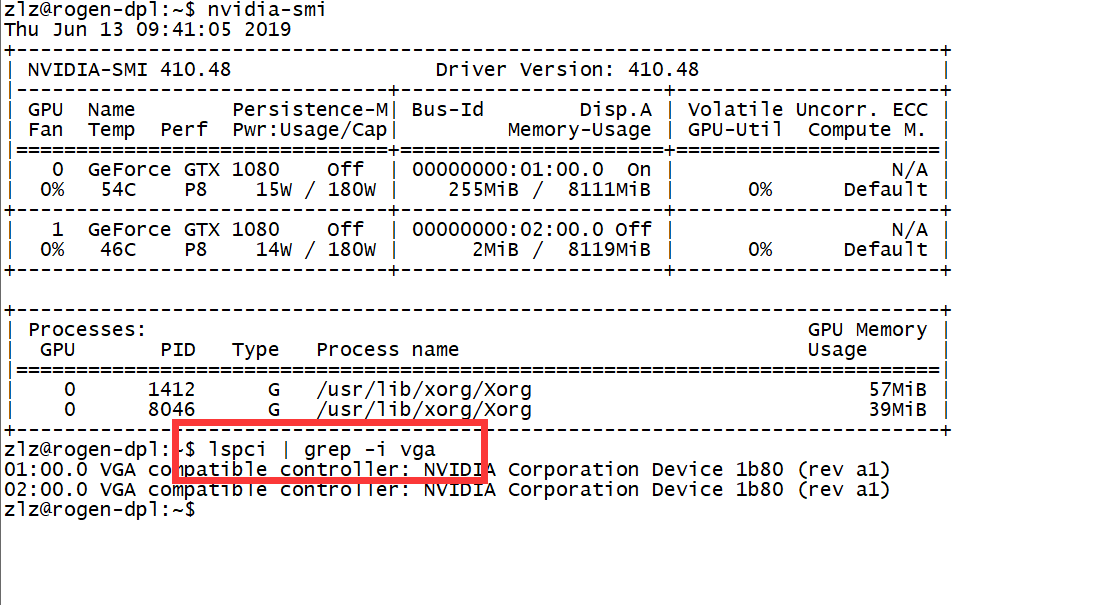 zlz@rogen-dpl:~$ nvidia-smi
Thu Jun 13 09:41:05 2019
+-----------------------------------------------------------------------------+
| NVIDIA-SMI 410.48                 Driver Version: 410.48                    |
|-------------------------------+----------------------+----------------------+
| GPU  Name        Persistence-M| Bus-Id        Disp.A | Volatile Uncorr. ECC |
| Fan  Temp  Perf  Pwr:Usage/Cap|         Memory-Usage | GPU-Util  Compute M. |
|===============================+======================+======================|
|   0  GeForce GTX 1080    Off  | 00000000:01:00.0  On |                  N/A |
|  0%   54C    P8    15W / 180W |    255MiB /  8111MiB |      0%      Default |
+-------------------------------+----------------------+----------------------+
|   1  GeForce GTX 1080    Off  | 00000000:02:00.0 Off |                  N/A |
|  0%   46C    P8    14W / 180W |      2MiB /  8119MiB |      0%      Default |
+-------------------------------+----------------------+----------------------+
+-----------------------------------------------------------------------------+
| Processes:                                                       GPU Memory |
|  GPU       PID   Type   Process name                             Usage      |
|=============================================================================|
|    0      1412      G   /usr/lib/xorg/Xorg                            57MiB |
|    0      8046      G   /usr/lib/xorg/Xorg                            39MiB |
+-----------------------------------------------------------------------------+
zlz@rogen-dpl:~$ lspci | grep -i vga
01:00.0 VGA compatible controller: NVIDIA Corporation Device 1b80 (rev a1)
02:00.0 VGA compatible controller: NVIDIA Corporation Device 1b80 (rev a1)
zlz@rogen-dpl:~$